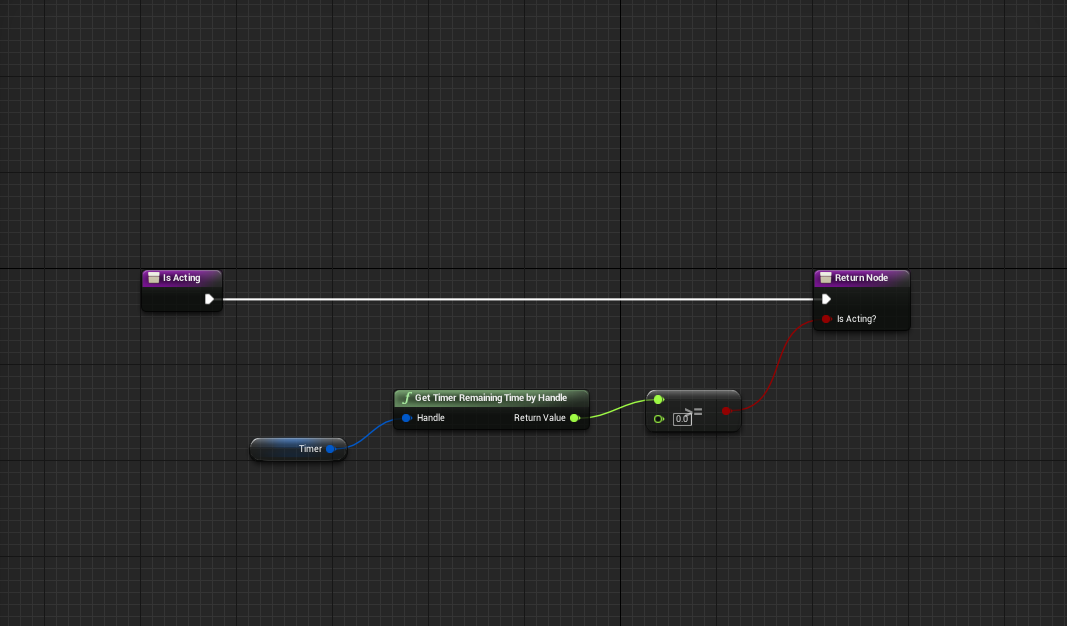 Is Acting
Return Node
Is Acting?
Get Timer Remaining Time by Handle
Handle
Return Value
>=
0.0
Timer